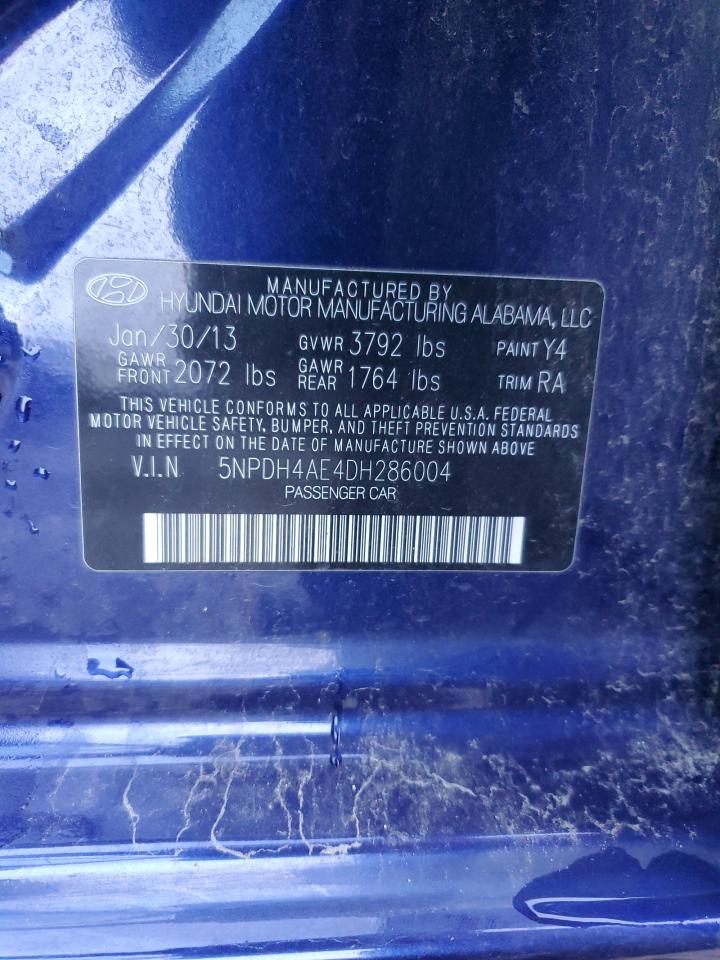 MANUFACTURED BY
HYUNDAI MOTOR MANUFACTURING ALABAMA, LLC
Jan/30/13 GVWR 3792 lbs PAINT Y4
GAWR FRONT 2072 lbs GAWR REAR 1764 lbs TRIM RA
THIS VEHICLE CONFORMS TO ALL APPLICABLE U.S.A. FEDERAL
MOTOR VEHICLE SAFETY, BUMPER, AND THEFT PREVENTION STANDARDS
IN EFFECT ON THE DATE OF MANUFACTURE SHOWN ABOVE.
V.I.N 5NPDH4AE4DH286004
PASSENGER CAR